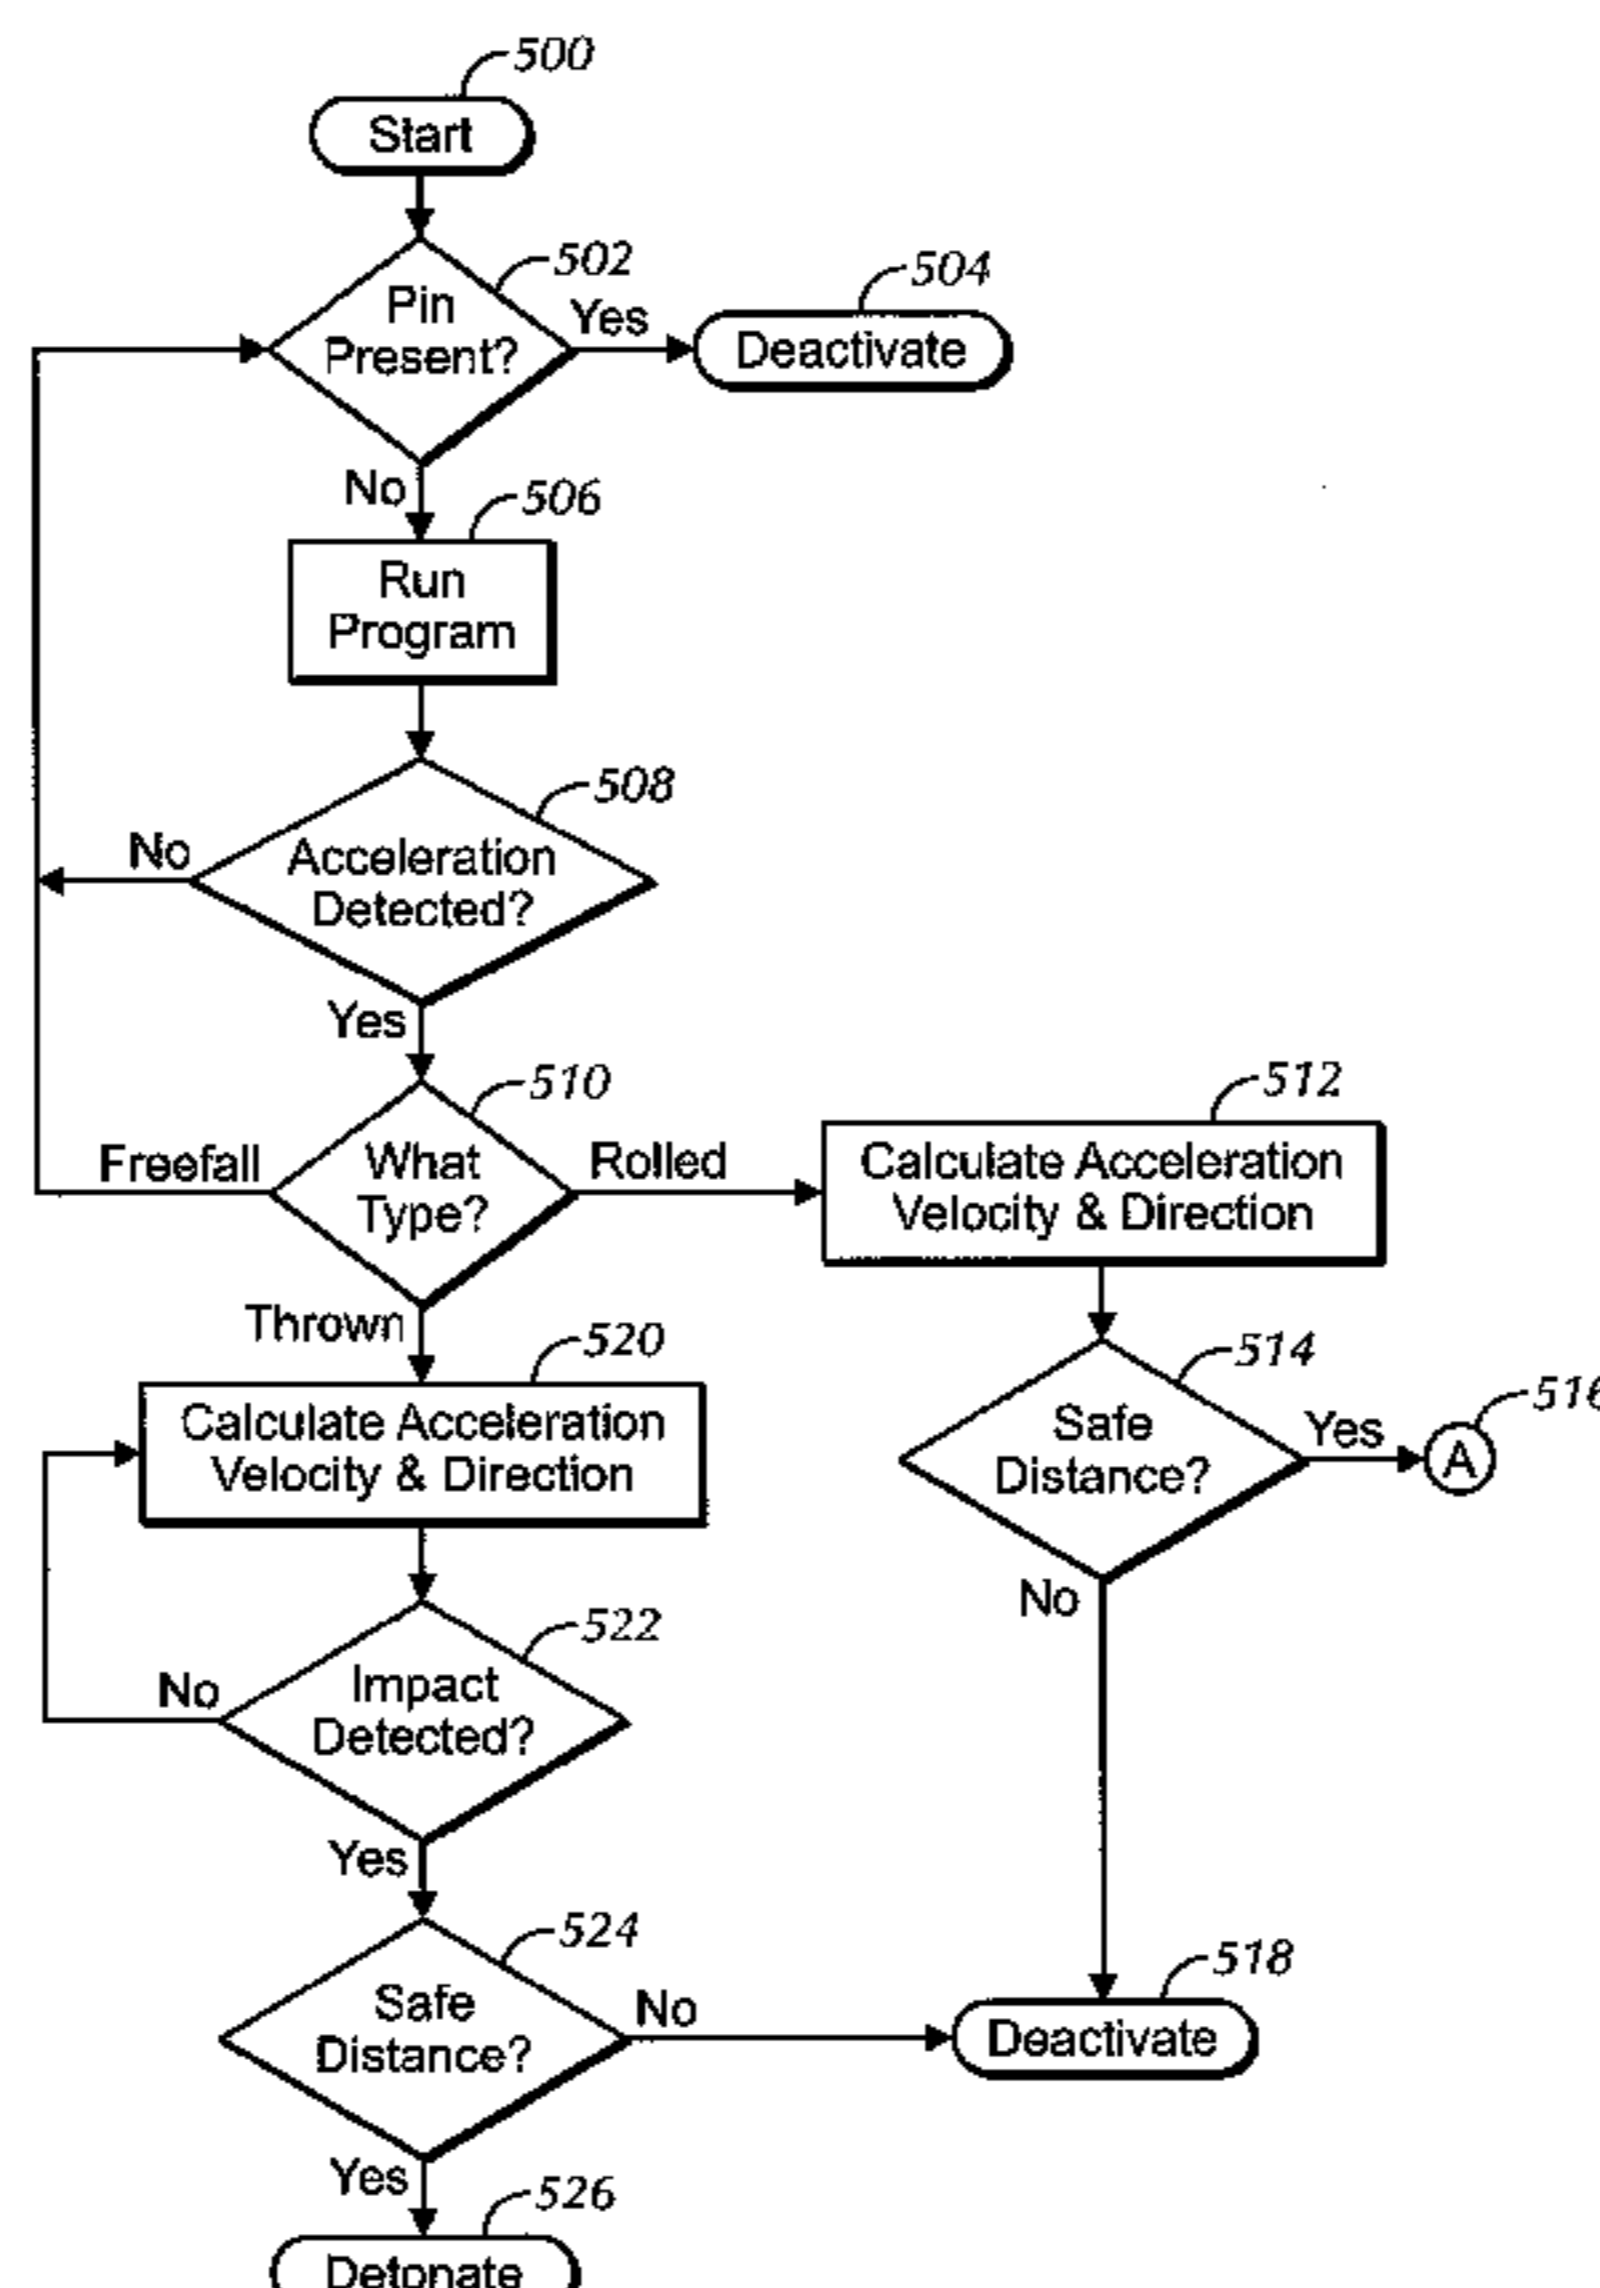 500
Start
502
Pin
Present?
Yes
504
Deactivate
No
506
Run
Program
508
No
Acceleration
Detected?
Yes
510
Freefall
What
Type?
Rolled
512
Calculate Acceleration
Velocity & Direction
Thrown
520
Calculate Acceleration
Velocity & Direction
514
Safe
Distance?
Yes
516
A
No
522
No
Impact
Detected?
Yes
524
Safe
Distance?
No
518
Deactivate
Yes
526
Detonate